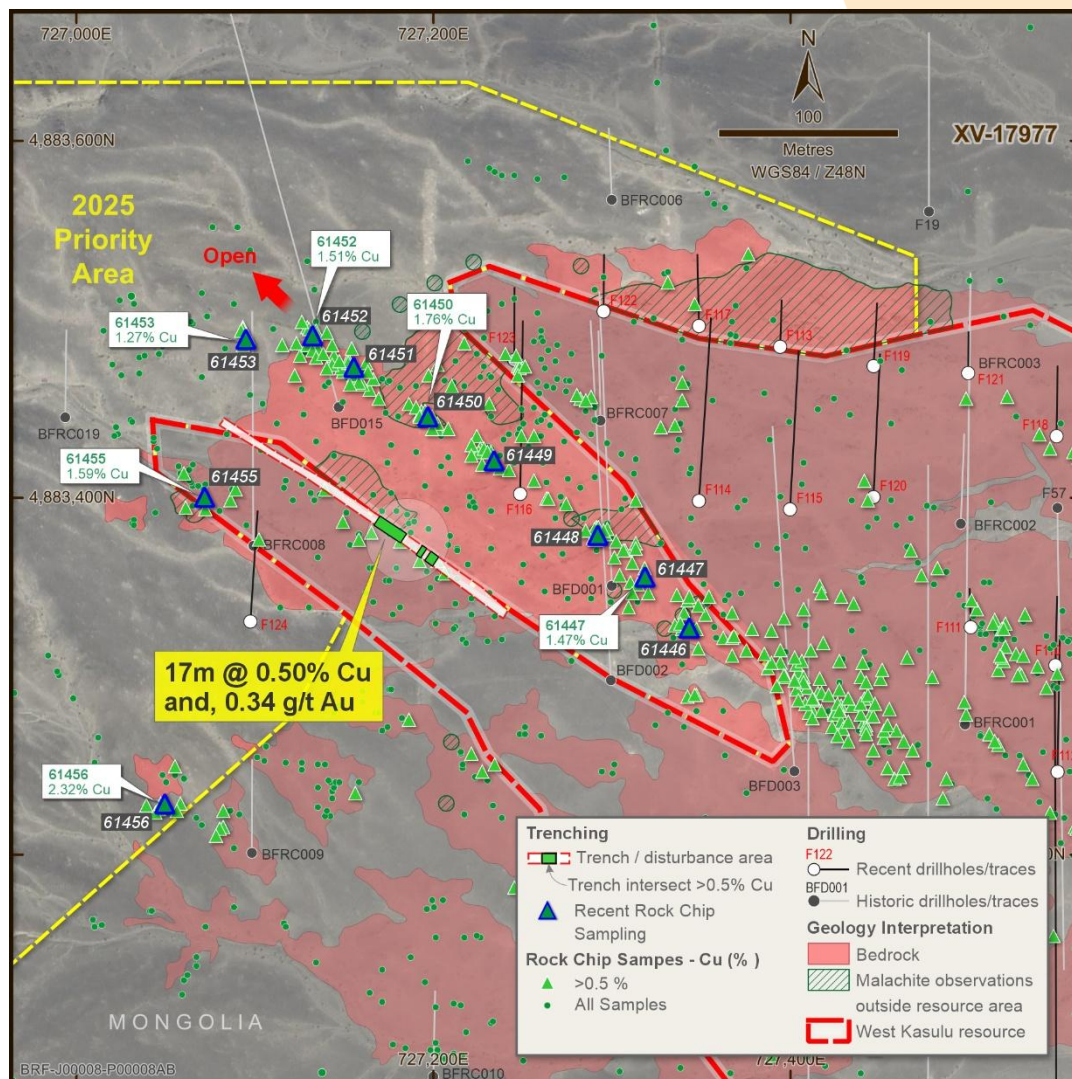 727,000E
727,200E
N
100
Metres
WGS84 / Z48N
XV-17977
4,883,600N
BFRC006
F19
2025
Priority
Area
Open
61452
1.51% Cu
61453
1.27% Cu
61450
1.76% Cu
61452
61453
61451
61450
F123
F122
F117
F113
F119
BFRC003
F121
BFRC019
BFD015
BFRC007
F118
61455
1.59% Cu
61455
61449
4,883,400N
F116
F114
F115
F120
F57
BFRC002
BFRC008
61448
61447
BFD001
F124
61447
1.47% Cu
61446
F111
17m @ 0.50% Cu
and, 0.34 g/t Au
BFD002
BFRC001
BFD003
61456
2.32% Cu
61456
BFRC009
Trenching
Trench / disturbance area
Trench intersect >0.5% Cu
Recent Rock Chip
Sampling
Rock Chip Sampes - Cu (% )
>0.5 %
All Samples
Drilling
F122
Recent drillholes/traces
BFD001
Historic drillholes/traces
Geology Interpretation
Bedrock
Malachite observations
outside resource area
West Kasulu resource
MONGOLIA
BRF-J00008-P00008AB
727,200E
727,400E
BFRC010